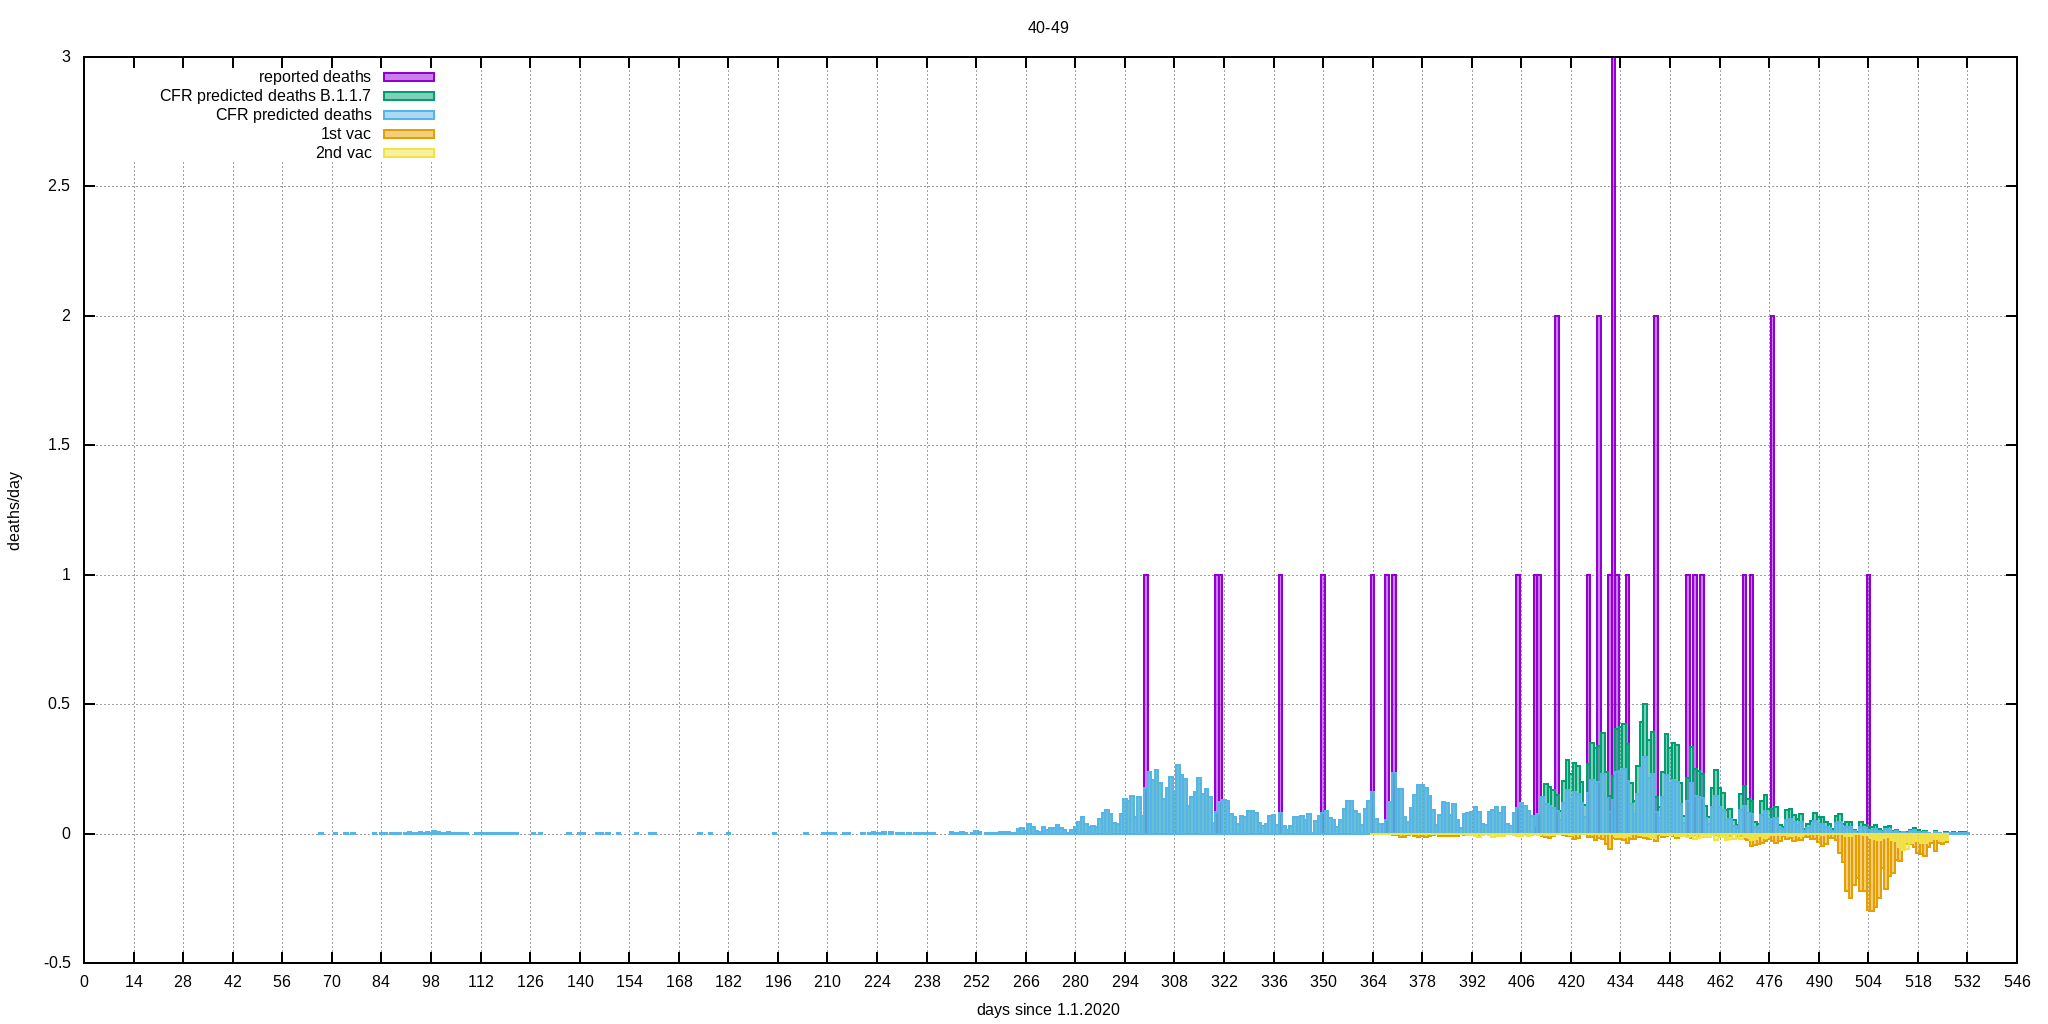 40-49
reported deaths
CFR predicted deaths B.1.1.7
CFR predicted deaths
1st vac
2nd vac
3
2.5
2
1.5
1
0.5
0
-0.5
deaths/day
0 14 28 42 56 70 84 98 112 126 140 154 168 182 196 210 224 238 252 266 280 294 308 322 336 350 364 378 392 406 420 434 448 462 476 490 504 518 532 546
days since 1.1.2020